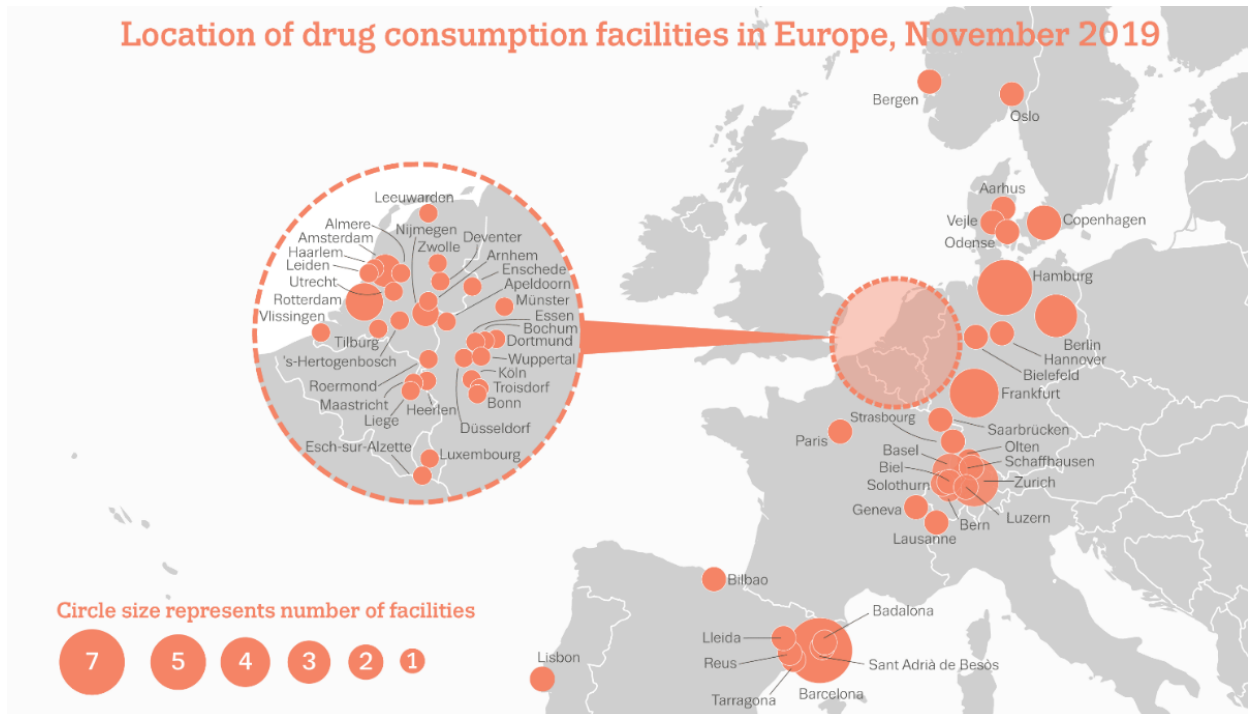 Location of drug consumption facilities in Europe, November 2019
Bergen
Oslo
Aarhus
Vejle
Copenhagen
Odense
Hamburg
Berlin
Hannover
Bielefeld
Leeuwarden
Almere
Nijmegen
Amsterdam
Zwolle
Deventer
Haarlem
Arnhem
Leiden
Enschede
Utrecht
Apeldoorn
Rotterdam
Münster
Vlissingen
Essen
Bochum
Tilburg
Dortmund
's-Hertogenbosch
Wuppertal
Köln
Roermond
Troisdorf
Maastricht
Bonn
Liege
Heerlen
Düsseldorf
Esch-sur-Alzette
Luxembourg
Frankfurt
Strasbourg
Saarbrücken
Paris
Olten
Basel
Schaffhausen
Biel
Zurich
Solothurn
Geneva
Bern
Luzern
Lausanne
Bilbao
Badalona
Lleida
Reus
Sant Adrià de Besòs
Tarragona
Barcelona
Lisbon
Circle size represents number of facilities
7 5 4 3 2 1